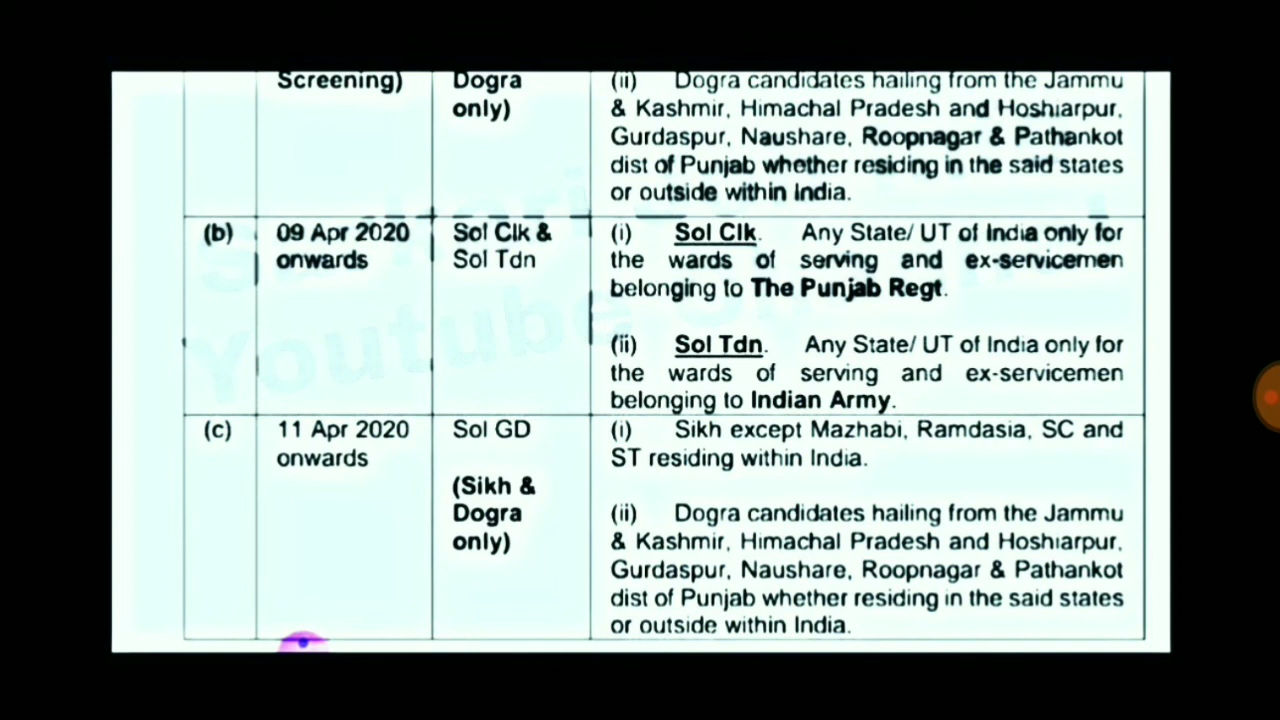 Screening)
Dogra
only)
(ii) Dogra candidates hailing from the Jammu
& Kashmir, Himachal Pradesh and Hoshiarpur,
Gurdaspur, Naushare, Roopnagar & Pathankot
dist of Punjab whether residing in the said states
or outside within India.
(b)
09 Apr 2020
onwards
Sol Clk &
Sol Tdn
(i) Sol Clk. Any State/ UT of India only for
the wards of serving and ex-servicemen
belonging to The Punjab Regt.
(ii) Sol Tdn. Any State/ UT of India only for
the wards of serving and ex-servicemen
belonging to Indian Army.
(c)
11 Apr 2020
onwards
Sol GD
(Sikh &
Dogra
only)
(i) Sikh except Mazhabi, Ramdasia, SC and
ST residing within India.
(ii) Dogra candidates hailing from the Jammu
& Kashmir, Himachal Pradesh and Hoshiarpur,
Gurdaspur, Naushare, Roopnagar & Pathankot
dist of Punjab whether residing in the said states
or outside within India.
Youtube